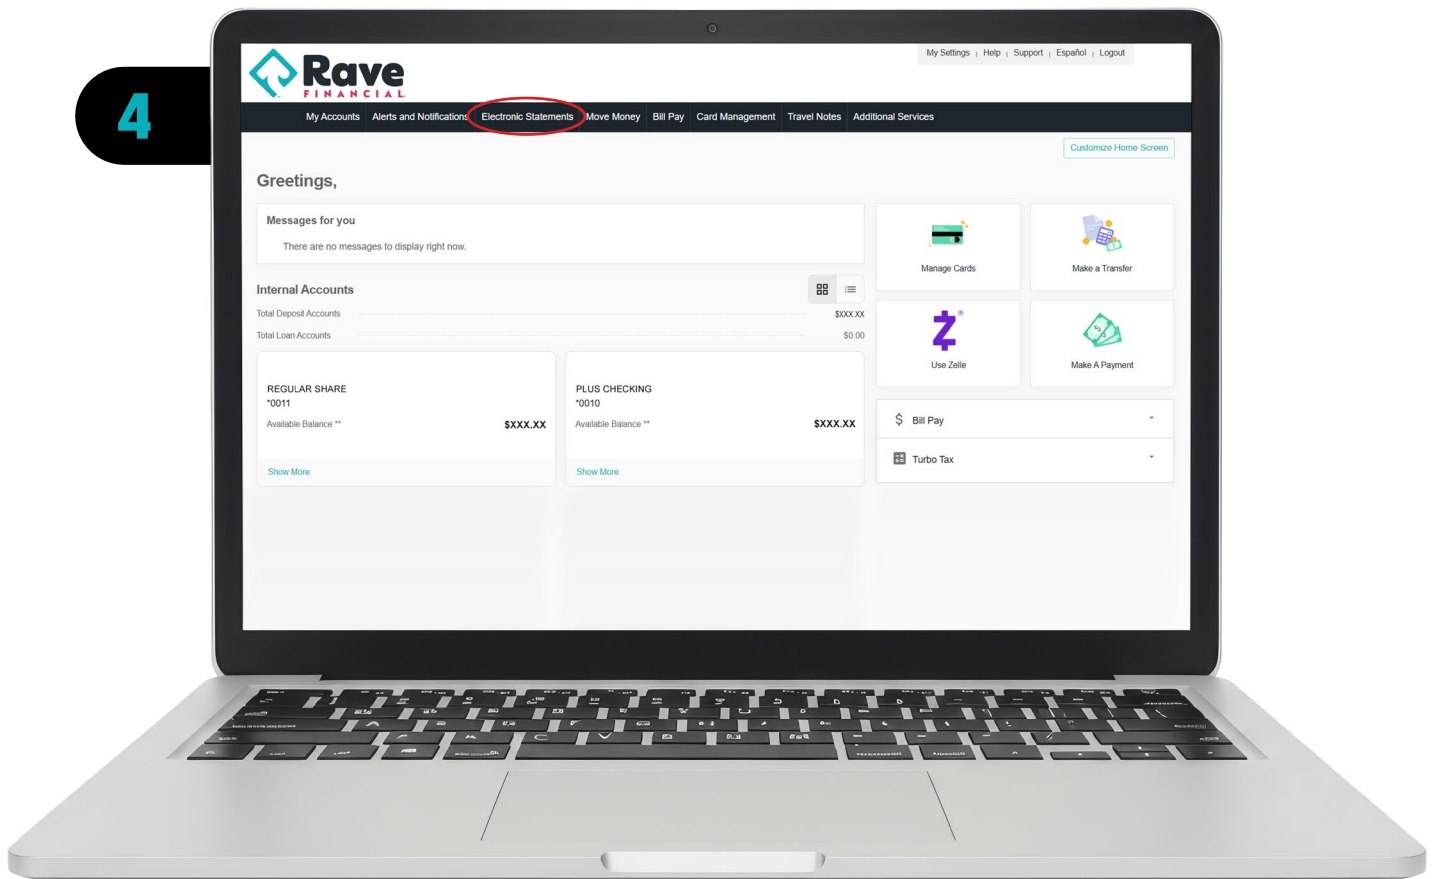 4
Rave
FINANCIAL
My Settings | Help | Support | Español | Logout
My Accounts Alerts and Notifications Electronic Statements Move Money Bill Pay Card Management Travel Notes Additional Services
Customize Home Screen
Greetings,
Messages for you
There are no messages to display right now.
Manage Cards
Make a Transfer
Internal Accounts
Total Deposit Accounts $XXX.XX
Total Loan Accounts $0.00
Use Zelle
Make A Payment
REGULAR SHARE
*0011
Available Balance ** $XXX.XX
Show More
PLUS CHECKING
*0010
Available Balance ** $XXX.XX
Show More
Bill Pay
Turbo Tax